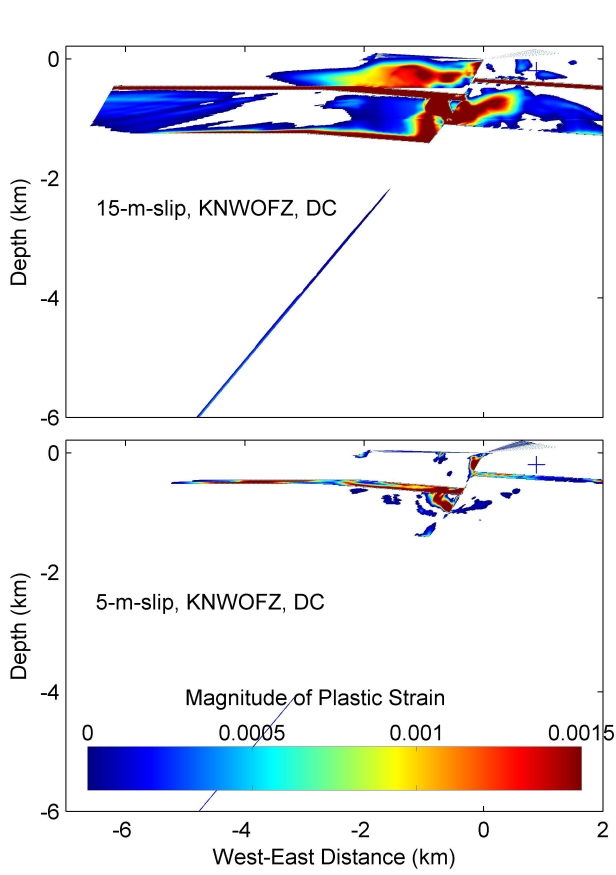 0
-2
-4
-6
Depth (km)
15-m-slip, KNWOFZ, DC
0
-2
-4
-6
Depth (km)
5-m-slip, KNWOFZ, DC
Magnitude of Plastic Strain
0 0.0005 0.001 0.0015
-6 -4 -2 0 2
West-East Distance (km)